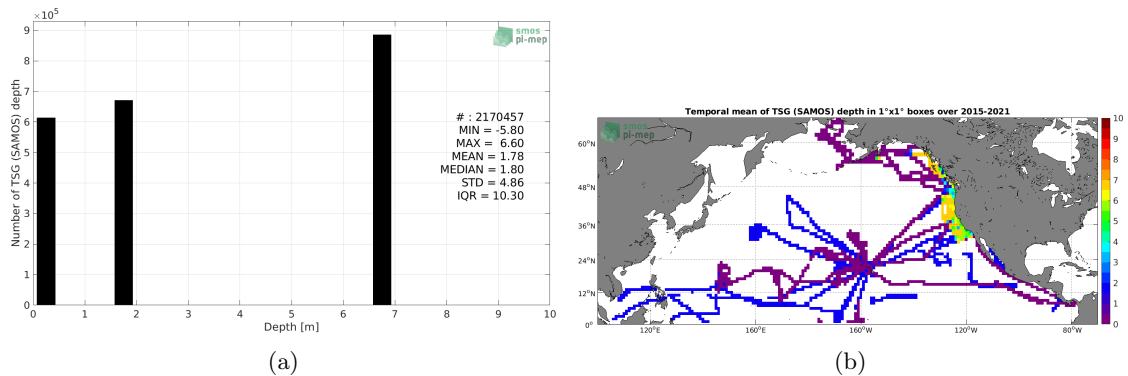 ×10⁵
9
8
7
6
5
4
3
2
1
0
Number of TSG (SAMOS) depth
0 1 2 3 4 5 6 7 8 9 10
Depth [m]
smos
pi-mep
# : 2170457
MIN = -5.80
MAX = 6.60
MEAN = 1.78
MEDIAN = 1.80
STD = 4.86
IQR = 10.30
(a)
Temporal mean of TSG (SAMOS) depth in 1°x1° boxes over 2015-2021
smos
pi-mep
60°N
48°N
36°N
24°N
12°N
0°
120°E 160°E 160°W 120°W 80°W
10
9
8
7
6
5
4
3
2
1
0
(b)